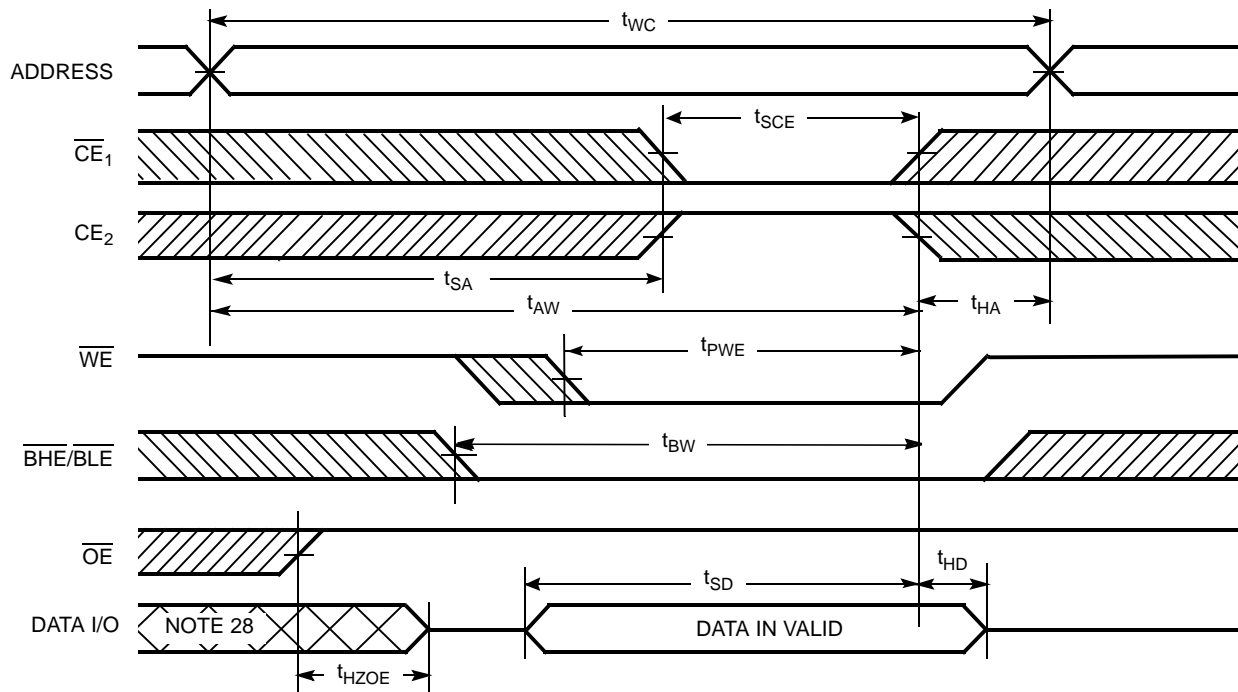 tWC
ADDRESS
tSCE
CE1
CE2
tSA
tAW
tHA
WE
tPWE
BHE/BLE
tBW
OE
tHD
tSD
DATA I/O
NOTE 28
DATA IN VALID
tHZOE